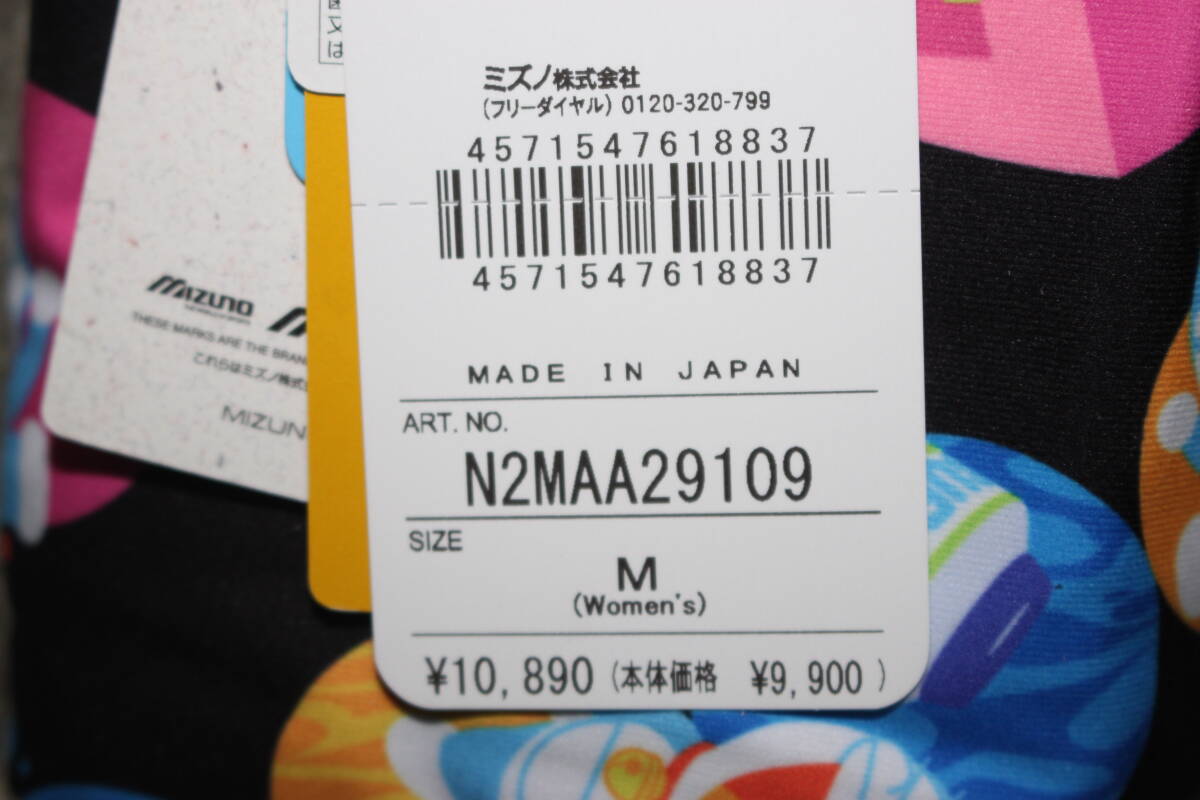 又
は
ミズノ株式会社
(フリーダイヤル) 0120-320-799
4571547618837
4571547618837
MADE IN JAPAN
ART. NO.
N2MAA29109
SIZE
M
(Women's)
¥10,890 (本体価格 ¥9,900 )
MIZUNO
THESE MARKS ARE THE BRAN
これらはミズノ株式
MIZUN